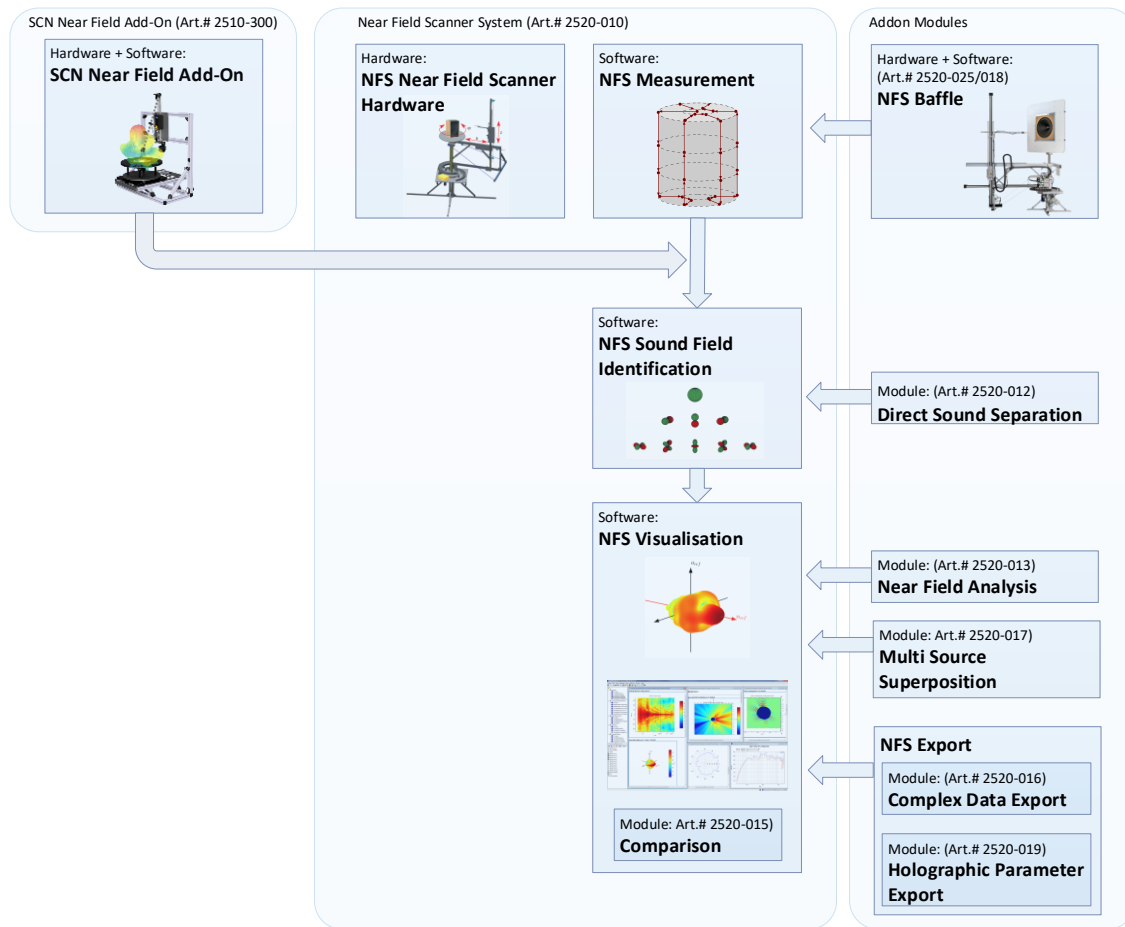 SCN Near Field Add-On (Art.# 2510-300)
Hardware + Software:
SCN Near Field Add-On
Near Field Scanner System (Art.# 2520-010)
Hardware:
NFS Near Field Scanner
Hardware
Software:
NFS Measurement
Addon Modules
Hardware + Software:
(Art.# 2520-025/018)
NFS Baffle
Software:
NFS Sound Field
Identification
Module: (Art.# 2520-012)
Direct Sound Separation
Software:
NFS Visualisation
Module: (Art.# 2520-013)
Near Field Analysis
Module: Art.# 2520-017)
Multi Source
Superposition
NFS Export
Module: (Art.# 2520-016)
Complex Data Export
Module: Art.# 2520-015)
Comparison
Module: (Art.# 2520-019)
Holographic Parameter
Export